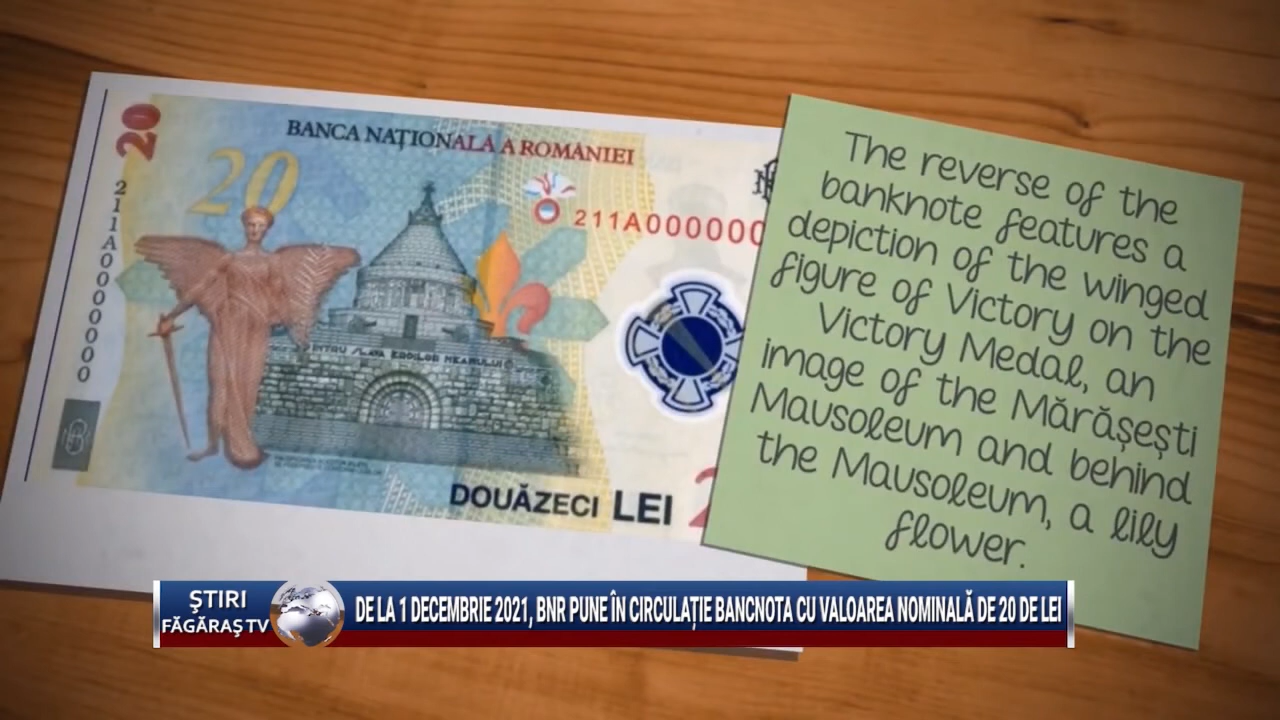 20
BANCA NAȚIONALĂ A ROMÂNIEI
20
211A0000000
211A000000
PENTRU SLAVA EROILOR NEAMULUI
DOUĂZECI LEI
The reverse of the
banknote features a
depiction of the winged
figure of Victory on the
Victory Medal, an
image of the Mărășești
Mausoleum and behind
the Mausoleum, a lily
flower.
ŞTIRI
FĂGĂRAŞ TV
DE LA 1 DECEMBRIE 2021, BNR PUNE ÎN CIRCULAȚIE BANCNOTA CU VALOAREA NOMINALĂ DE 20 DE LEI